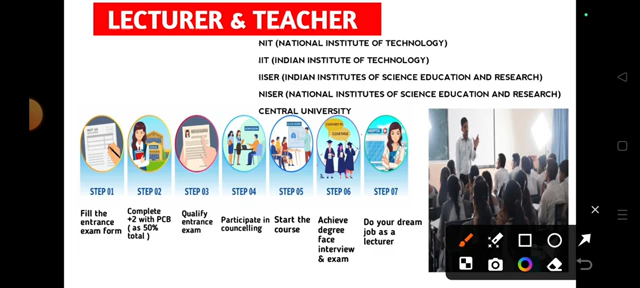 LECTURER & TEACHER
NIT (NATIONAL INSTITUTE OF TECHNOLOGY)
IIT (INDIAN INSTITUTE OF TECHNOLOGY)
IISER (INDIAN INSTITUTES OF SCIENCE EDUCATION AND RESEARCH)
NISER (NATIONAL INSTITUTES OF SCIENCE EDUCATION AND RESEARCH)
CENTRAL UNIVERSITY
STEP 01
Fill the
entrance
exam form
STEP 02
Complete
+2 with PCB
( as 50%
total )
STEP 03
Qualify
entrance
exam
STEP 04
Participate in
councelling
STEP 05
Start the
course
STEP 06
Achieve
degree
face
interview
& exam
STEP 07
Do your dream
job as a
lecturer